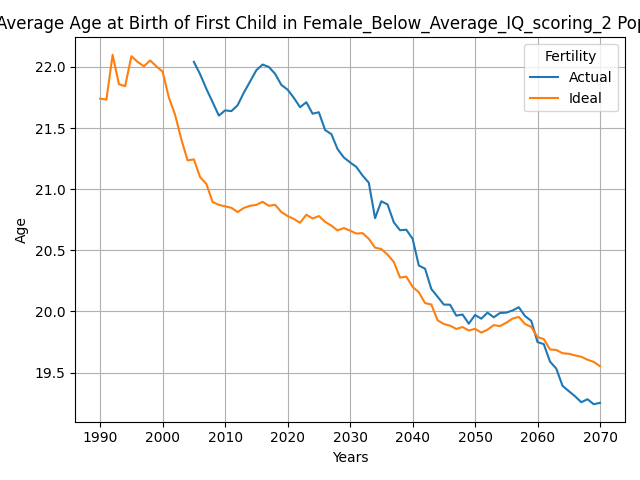 Average Age at Birth of First Child in Female_Below_Average_IQ_scoring_2
Fertility
Actual
Ideal
22.0
21.5
21.0
20.5
20.0
19.5
Age
1990 2000 2010 2020 2030 2040 2050 2060 2070
Years